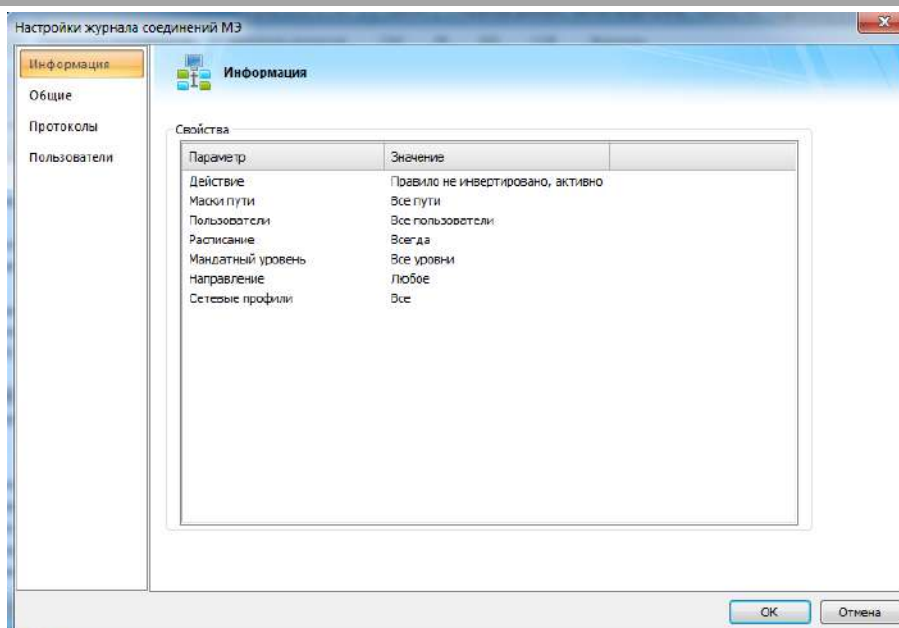 Настройки журнала соединений МЭ
Информация
Общие
Протоколы
Пользователи
Информация
Свойства
Параметр Значение
Действие Правило не инвертировано, активно
Маски пути Все пути
Пользователи Все пользователи
Расписание Всегда
Мандатный уровень Все уровни
Направление Любое
Сетевые профили Все
OK Отмена